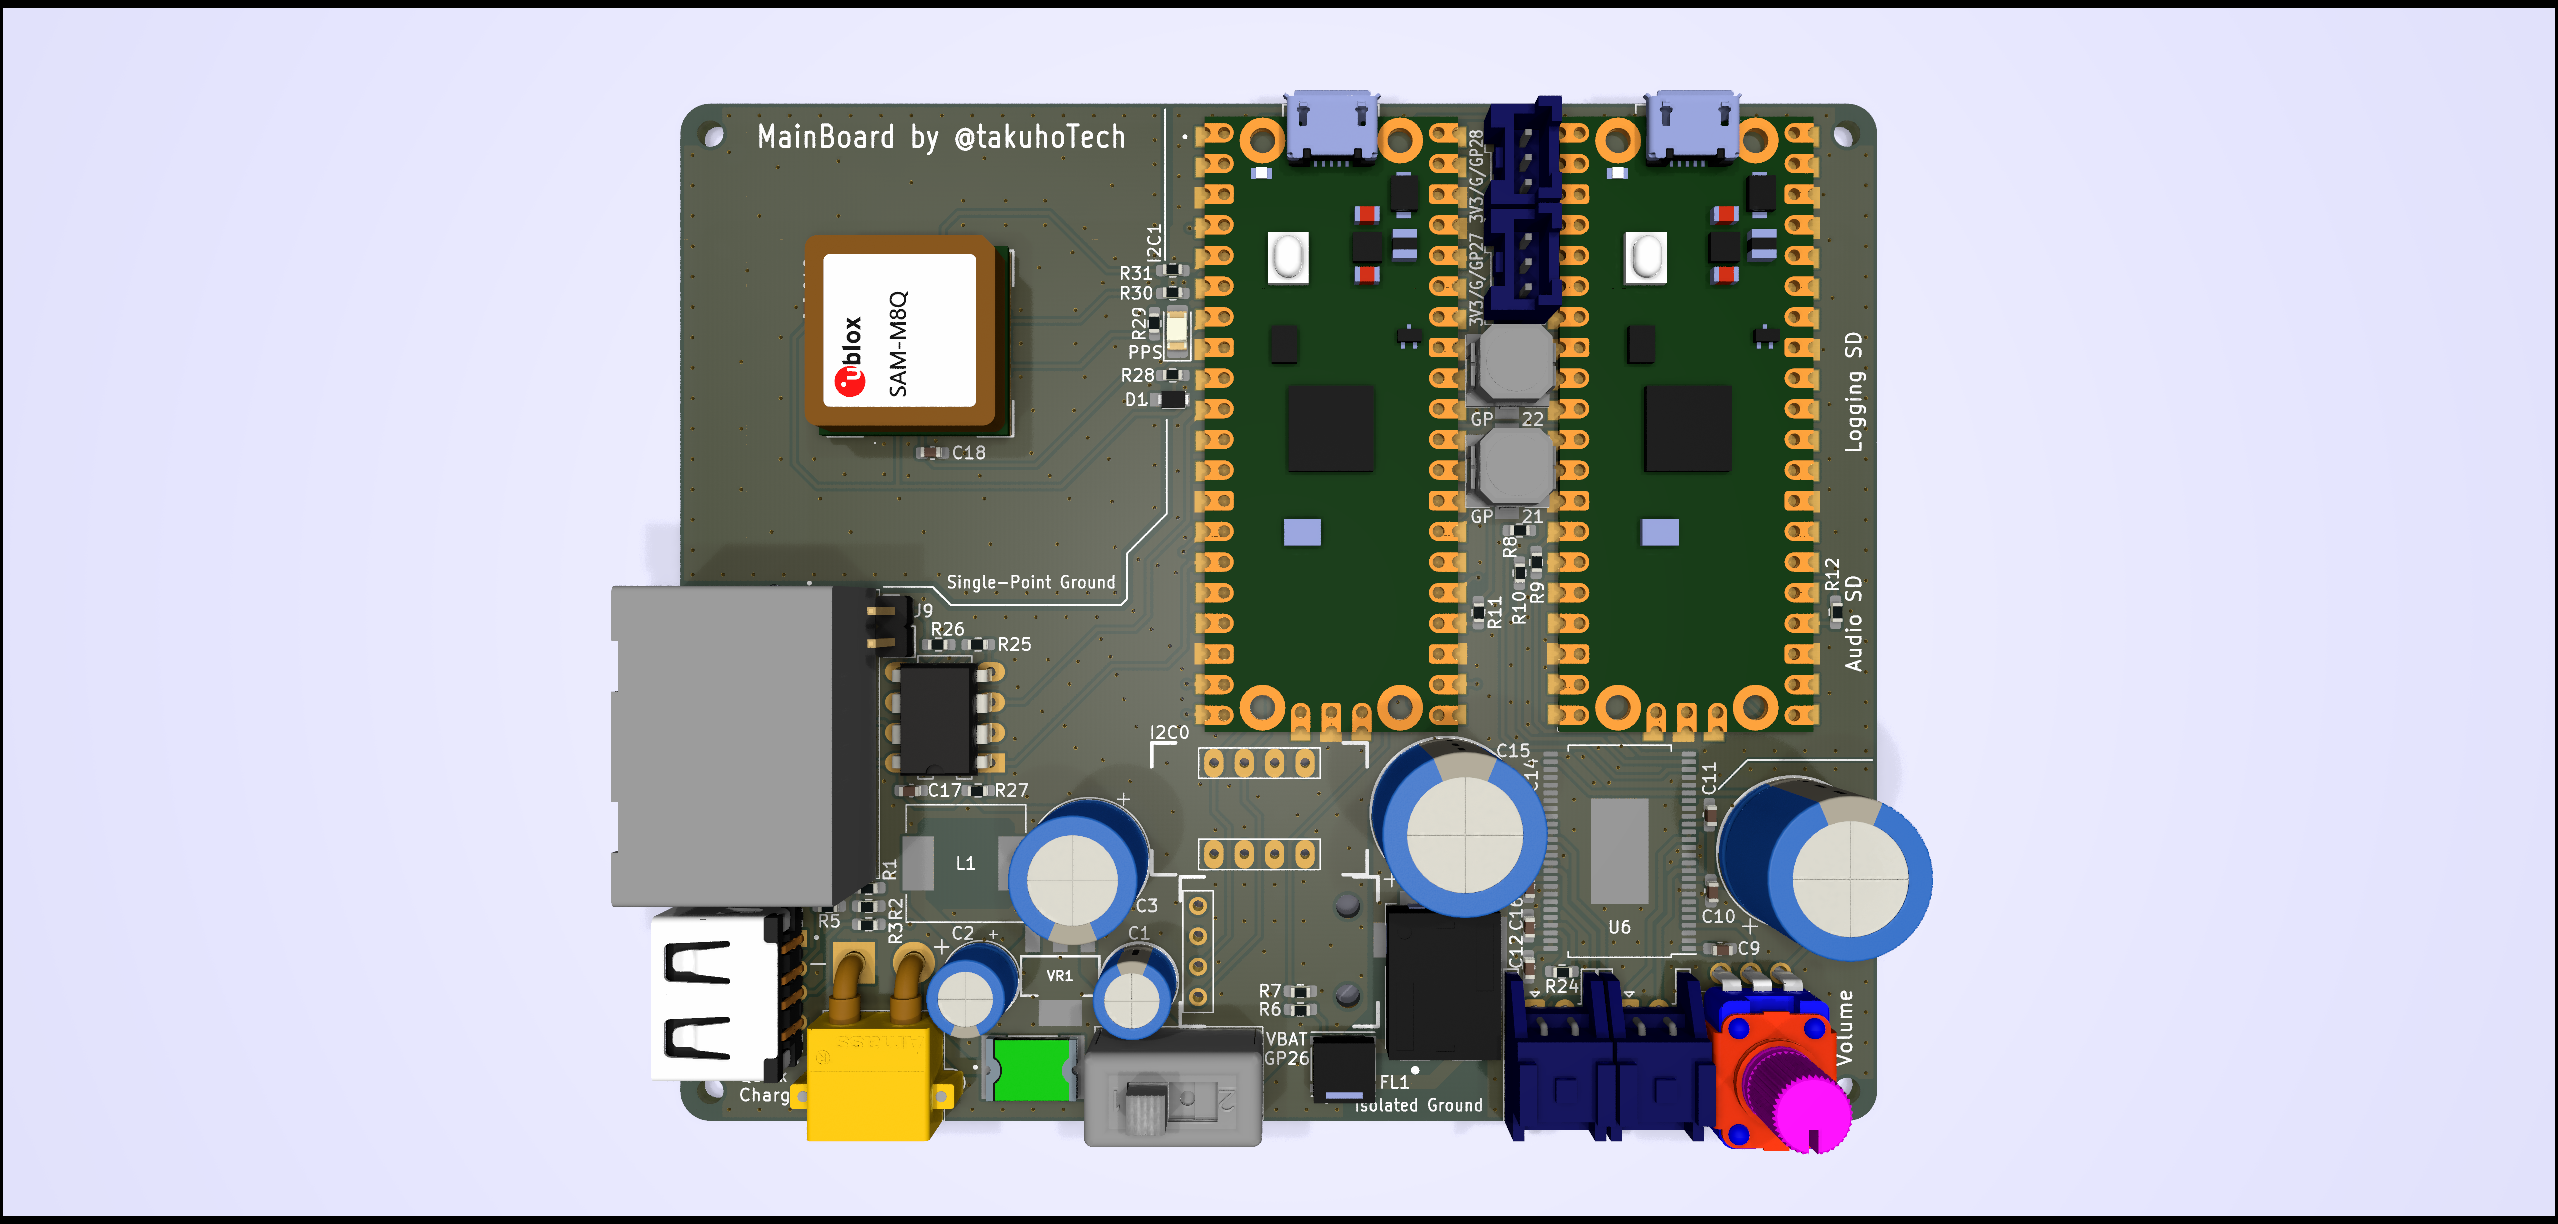 MainBoard by @takuhoTech
3V3/G/GP28
I2C1
3V3/G/GP27
R31
R30
R29
PPS
R28
D1
ublox
SAM-M8Q
C18
GP 22
GP 21
Logging SD
R8
R9
R10
R11
R12
Audio SD
Single-Point Ground
J9
R26
R25
I2C0
C17
R27
C15
C14
C11
L1
R1
R2
R3
R5
C3
C2
C1
C16
C10
U6
C12
C9
VR1
R7
R6
R24
VBAT
GP26
FL1
Isolated Ground
Volume
Charg